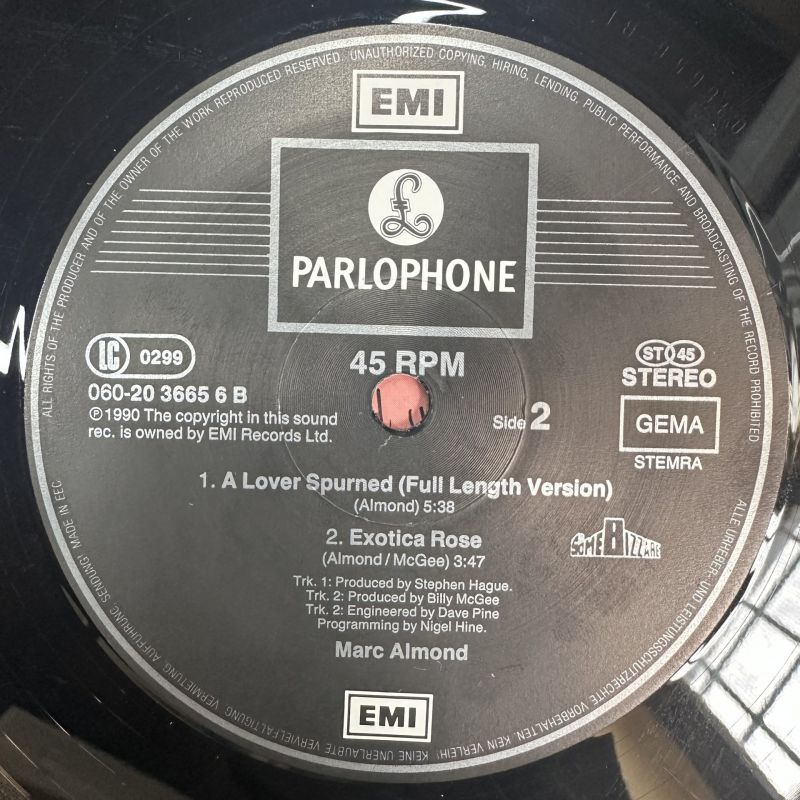 EMI
£
PARLOPHONE
45 RPM
LC 0299
060-20 3665 6 B
℗1990 The copyright in this sound
rec. is owned by EMI Records Ltd.
Side 2
ST 45
STEREO
GEMA
STEMRA
1. A Lover Spurned (Full Length Version)
(Almond) 5:38
2. Exotica Rose
(Almond / McGee) 3:47
SOME BIZZARE
Trk. 1: Produced by Stephen Hague.
Trk. 2: Produced by Billy McGee
Trk. 2: Engineered by Dave Pine
Programming by Nigel Hine.
Marc Almond
EMI
ALL RIGHTS OF THE PRODUCER AND OF THE OWNER OF THE WORK REPRODUCED RESERVED. UNAUTHORIZED COPYING, HIRING, LENDING, PUBLIC PERFORMANCE AND BROADCASTING OF THE RECORD PROHIBITED
ALLE URHEBER- UND LEISTUNGSSCHUTZRECHTE VORBEHALTEN. KEIN VERLEIH! KEINE UNERLAUBTE VERVIELFÄLTIGUNG, VERMIETUNG, AUFFÜHRUNG, SENDUNG! MADE IN EEC